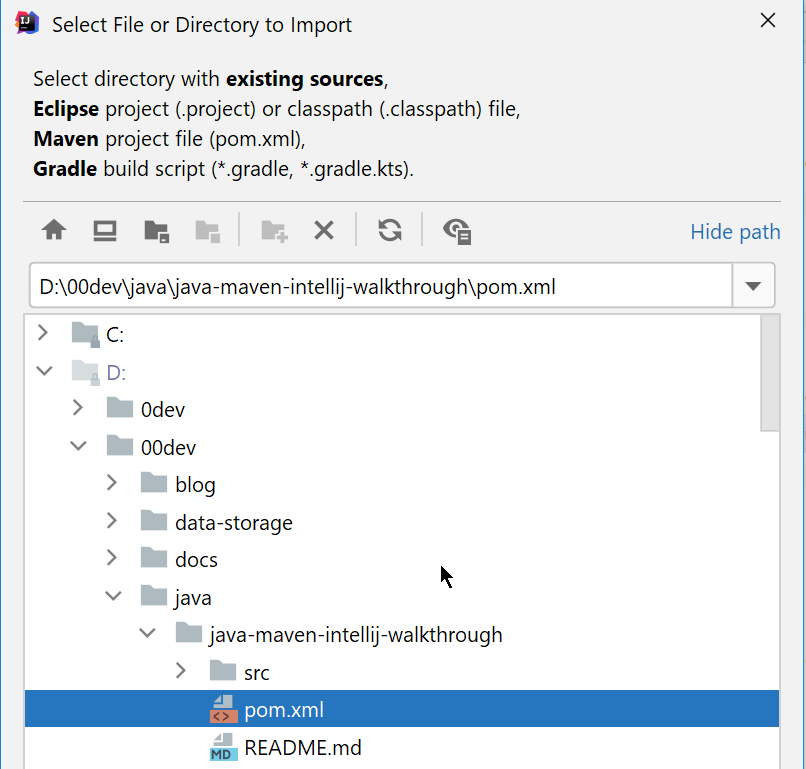 Select File or Directory to Import
Select directory with existing sources,
Eclipse project (.project) or classpath (.classpath) file,
Maven project file (pom.xml),
Gradle build script (*.gradle, *.gradle.kts).
Hide path
D:\00dev\java\java-maven-intellij-walkthrough\pom.xml
C:
D:
0dev
00dev
blog
data-storage
docs
java
java-maven-intellij-walkthrough
src
<> pom.xml
MD README.md